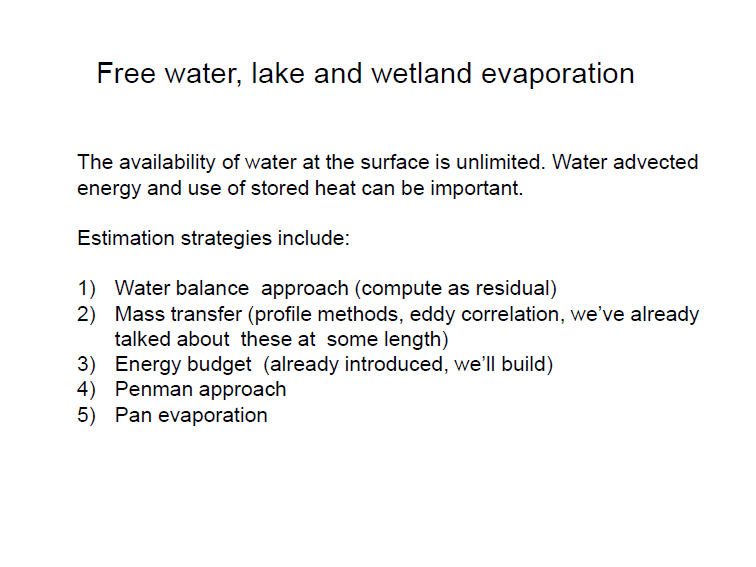 Free water, lake and wetland evaporation
The availability of water at the surface is unlimited. Water advected
energy and use of stored heat can be important.
Estimation strategies include:
1) Water balance  approach (compute as residual)
2) Mass transfer (profile methods, eddy correlation, we’ve already
talked about  these at  some length)
3) Energy budget  (already introduced, we’ll build)
4) Penman approach
5) Pan evaporation